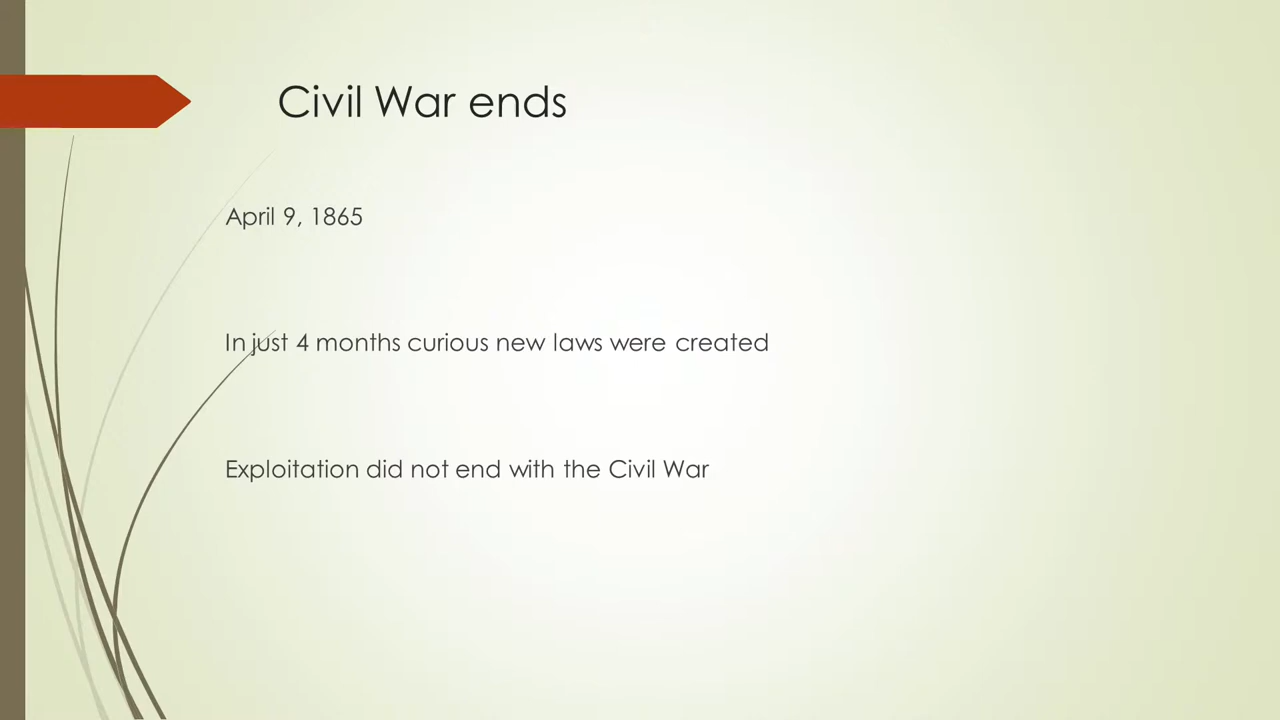 Civil War ends
April 9, 1865
In just 4 months curious new laws were created
Exploitation did not end with the Civil War